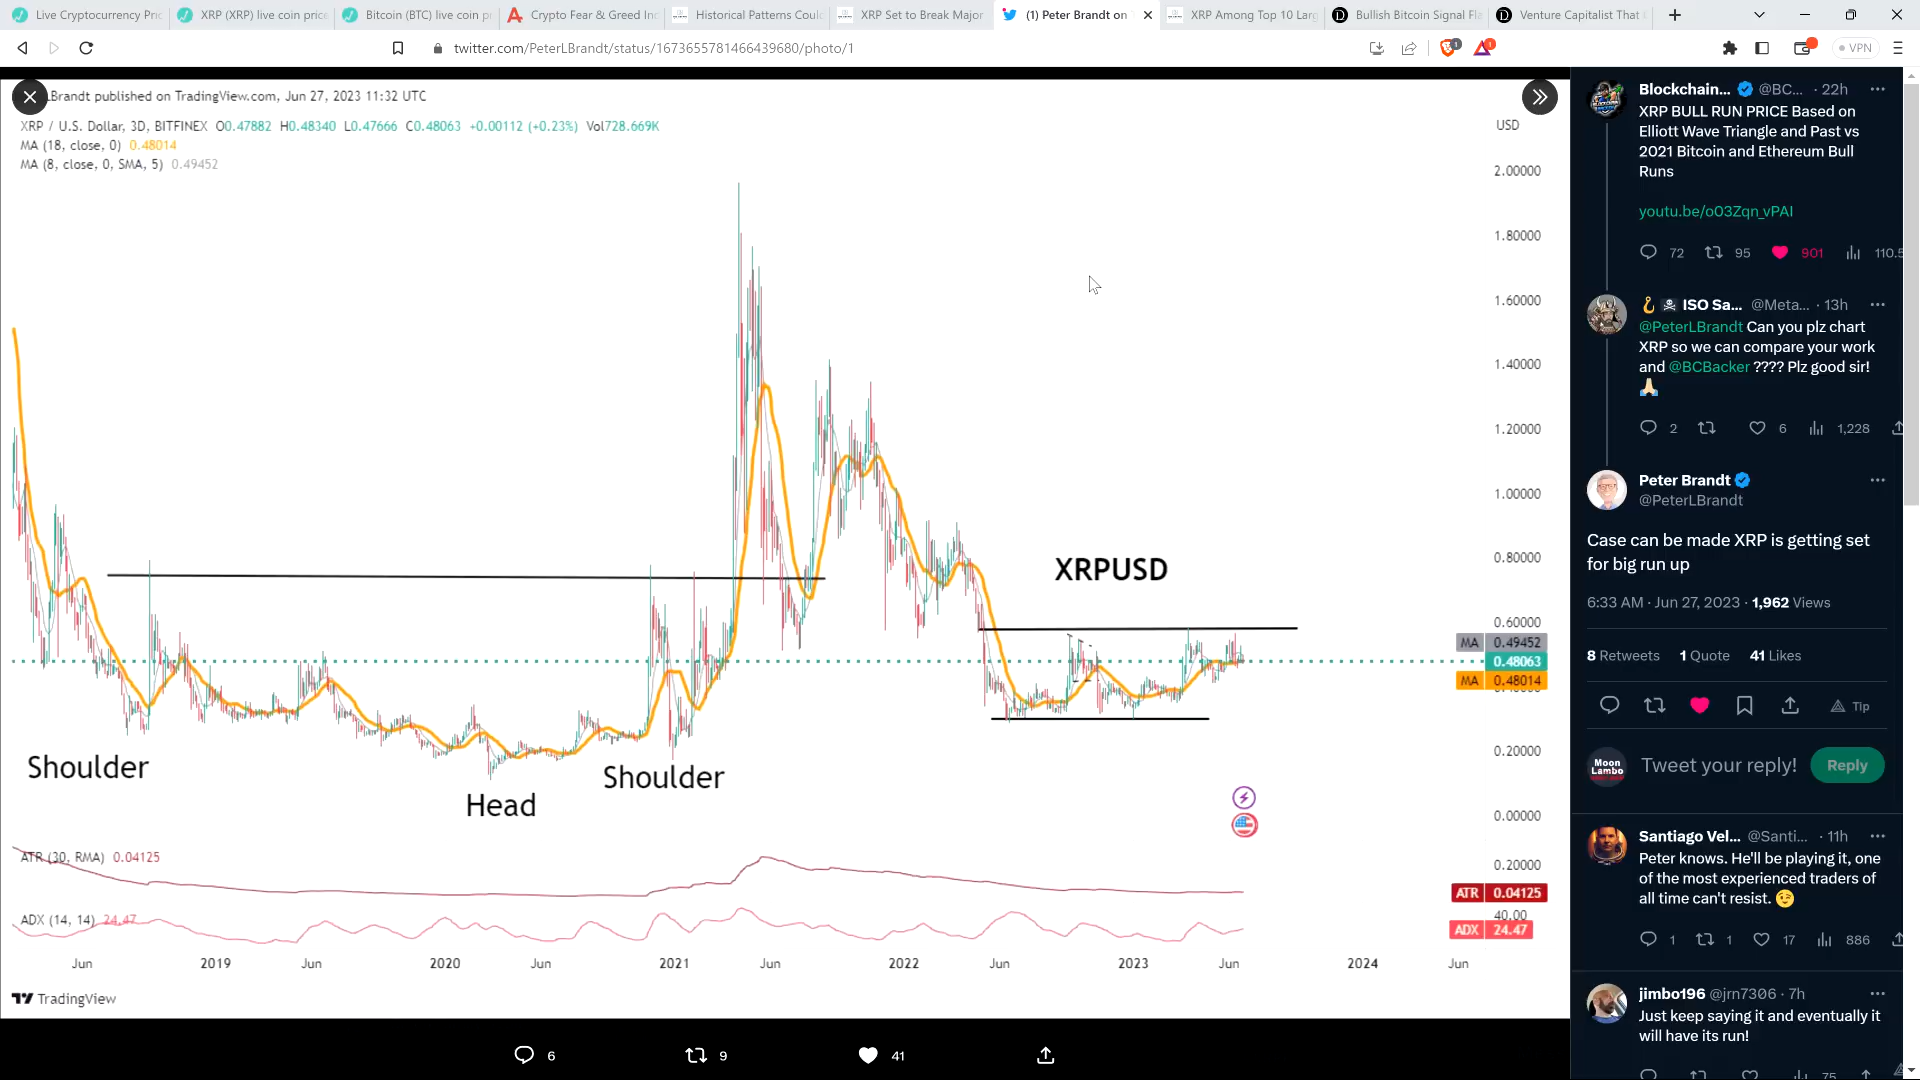 Live Cryptocurrency Pric
XRP (XRP) live coin price
Bitcoin (BTC) live coin p
Crypto Fear & Greed In
Historical Patterns Coul
XRP Set to Break Major
(1) Peter Brandt on
XRP Among Top 10 Larg
Bullish Bitcoin Signal Fla
Venture Capitalist That
twitter.com/PeterLBrandt/status/1673655781466439680/photo/1
VPN
LBrandt published on TradingView.com, Jun 27, 2023 11:32 UTC
XRP / U.S. Dollar, 3D, BITFINEX O0.47882 H0.48340 L0.47666 C0.48063 +0.00112 (+0.23%) Vol728.669K
MA (18, close, 0) 0.48014
MA (8, close, 0, SMA, 5) 0.49452
USD
2.00000
1.80000
1.60000
1.40000
1.20000
1.00000
0.80000
XRPUSD
0.60000
MA 0.49452
0.48063
MA 0.48014
0.20000
Shoulder
Head
Shoulder
0.00000
ATR (30, RMA) 0.04125
0.20000
ATR 0.04125
40.00
ADX (14, 14) 24.47
ADX 24.47
Jun 2019 Jun 2020 Jun 2021 Jun 2022 Jun 2023 Jun 2024 Jun
TradingView
6 9 41
Blockchain... @BC... · 22h
XRP BULL RUN PRICE Based on
Elliott Wave Triangle and Past vs
2021 Bitcoin and Ethereum Bull
Runs
youtu.be/oO3Zqn_vPAI
72 95 901 110.5
ISO Sa... @Meta... · 13h
@PeterLBrandt Can you plz chart
XRP so we can compare your work
and @BCBacker ???? Plz good sir!
2 6 1,228
Peter Brandt
@PeterLBrandt
Case can be made XRP is getting set
for big run up
6:33 AM · Jun 27, 2023 · 1,962 Views
8 Retweets 1 Quote 41 Likes
Tip
Moon
Lambo
Tweet your reply!
Reply
Santiago Vel... @Santi... · 11h
Peter knows. He'll be playing it, one
of the most experienced traders of
all time can't resist. 😉
1 1 17 886
jimbo196 @jrn7306 · 7h
Just keep saying it and eventually it
will have its run!
75